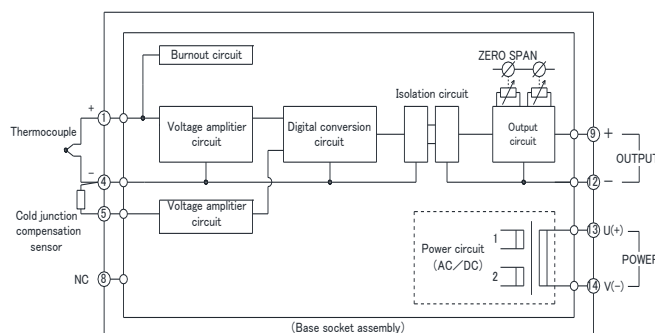 Burnout circuit
ZERO SPAN
Isolation circuit
+
①
Thermocouple
Voltage amplitier
circuit
Digital conversion
circuit
Output
circuit
⑨
+
OUTPUT
−
④
⑫
−
⑤
Voltage amplitier
circuit
Cold junction
compensation
sensor
Power circuit
(AC／DC)
1
2
⑬
U(+)
POWER
NC
⑧
⑭
V(-)
(Base socket assembly)